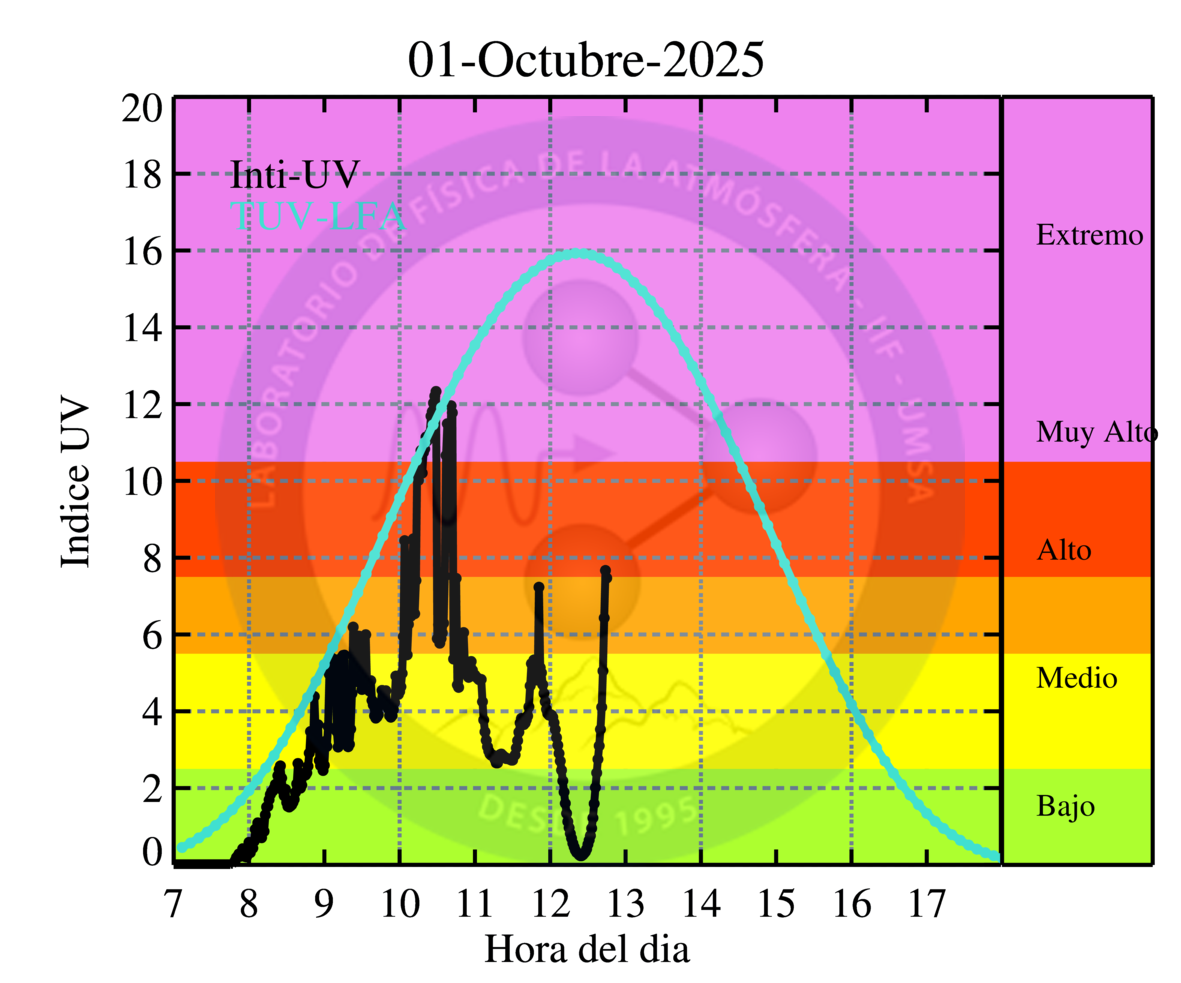 01-Octubre-2025
20
18
16
14
12
10
8
6
4
2
0
Indice UV
Inti-UV
TUV-LFA
LABORATORIO DE FÍSICA DE LA ATMÓSFERA - IIF - UMSA
DESDE 1995
Extremo
Muy Alto
Alto
Medio
Bajo
7 8 9 10 11 12 13 14 15 16 17
Hora del dia